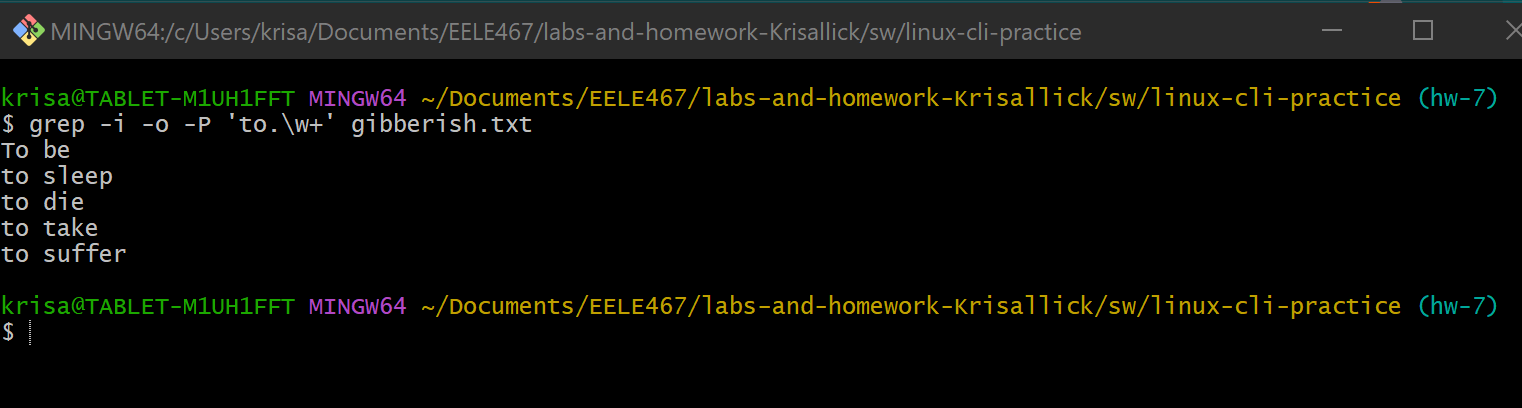 MINGW64:/c/Users/krisa/Documents/EELE467/labs-and-homework-Krisallick/sw/linux-cli-practice
krisa@TABLET-M1UH1FFT MINGW64 ~/Documents/EELE467/labs-and-homework-Krisallick/sw/linux-cli-practice (hw-7)
$ grep -i -o -P 'to.\w+' gibberish.txt
To be
to sleep
to die
to take
to suffer
krisa@TABLET-M1UH1FFT MINGW64 ~/Documents/EELE467/labs-and-homework-Krisallick/sw/linux-cli-practice (hw-7)
$